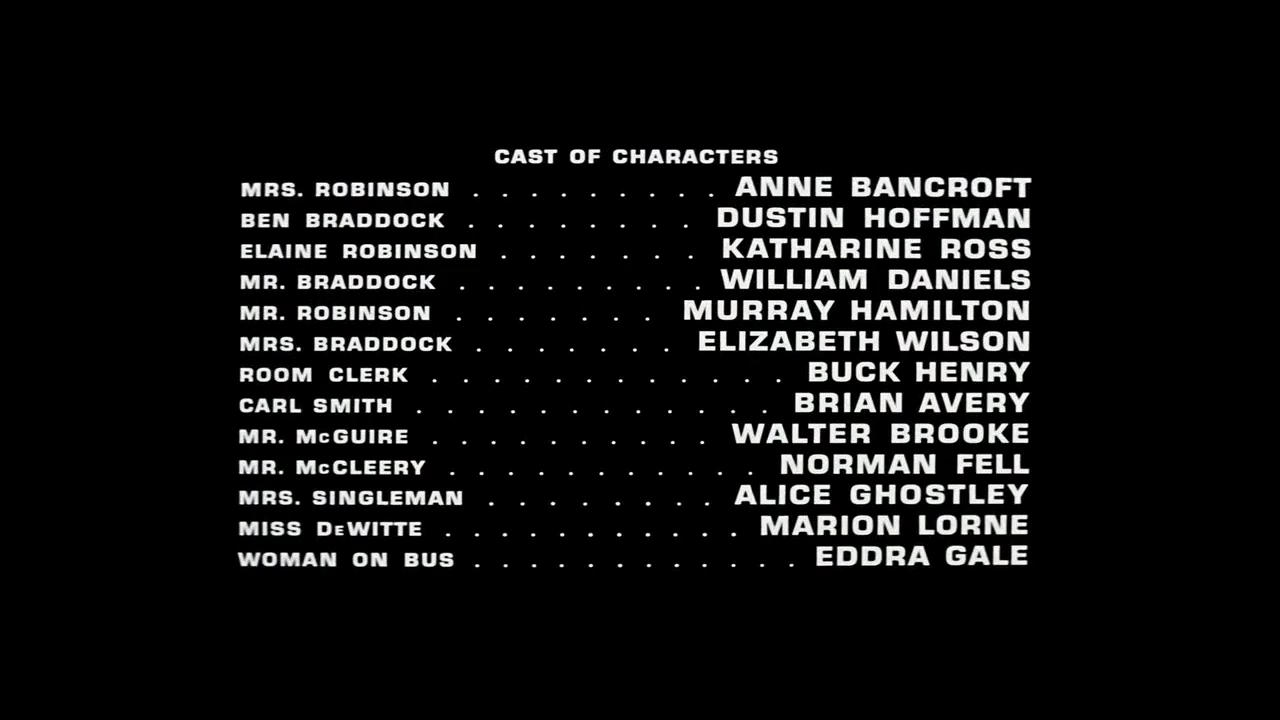 CAST OF CHARACTERS
MRS. ROBINSON . . . . . . . . . ANNE BANCROFT
BEN BRADDOCK . . . . . . . . DUSTIN HOFFMAN
ELAINE ROBINSON . . . . . . . KATHARINE ROSS
MR. BRADDOCK . . . . . . . . . WILLIAM DANIELS
MR. ROBINSON . . . . . . . MURRAY HAMILTON
MRS. BRADDOCK . . . . . . . ELIZABETH WILSON
ROOM CLERK . . . . . . . . . . . . . BUCK HENRY
CARL SMITH . . . . . . . . . . . . . BRIAN AVERY
MR. McGUIRE . . . . . . . . . . WALTER BROOKE
MR. McCLEERY . . . . . . . . . . . NORMAN FELL
MRS. SINGLEMAN . . . . . . . . ALICE GHOSTLEY
MISS DeWITTE . . . . . . . . . . . MARION LORNE
WOMAN ON BUS . . . . . . . . . . . . EDDRA GALE